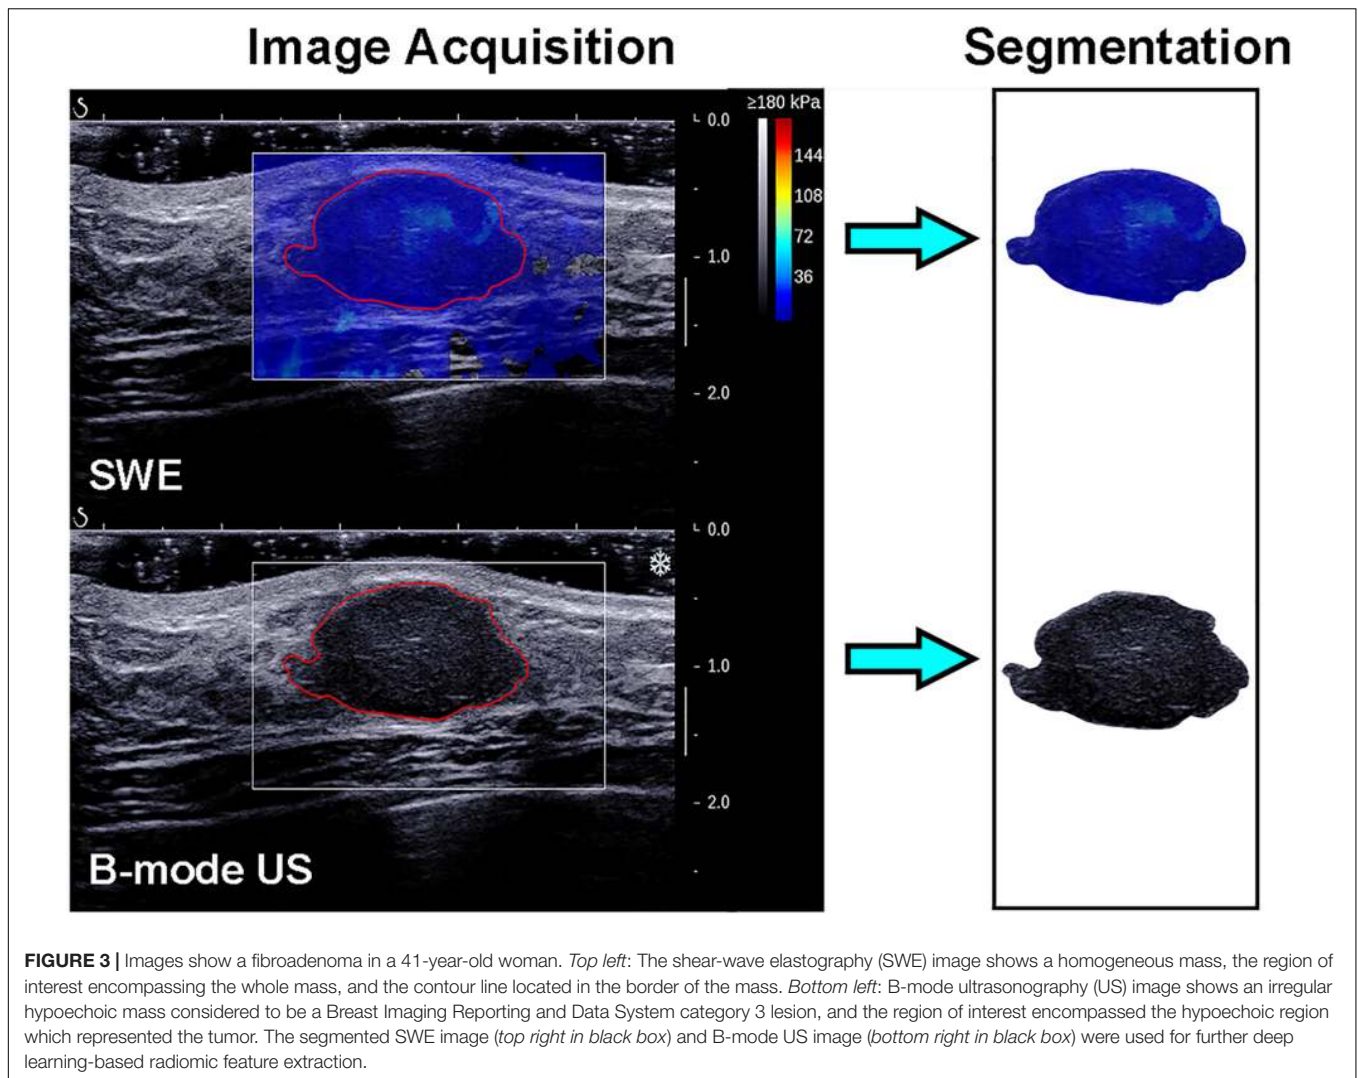 Image Acquisition
Segmentation
≥180 kPa
144
108
72
36
0.0
1.0
2.0
SWE
0.0
1.0
2.0
B-mode US
FIGURE 3 | Images show a fibroadenoma in a 41-year-old woman. Top left: The shear-wave elastography (SWE) image shows a homogeneous mass, the region of
interest encompassing the whole mass, and the contour line located in the border of the mass. Bottom left: B-mode ultrasonography (US) image shows an irregular
hypoechoic mass considered to be a Breast Imaging Reporting and Data System category 3 lesion, and the region of interest encompassed the hypoechoic region
which represented the tumor. The segmented SWE image (top right in black box) and B-mode US image (bottom right in black box) were used for further deep
learning-based radiomic feature extraction.